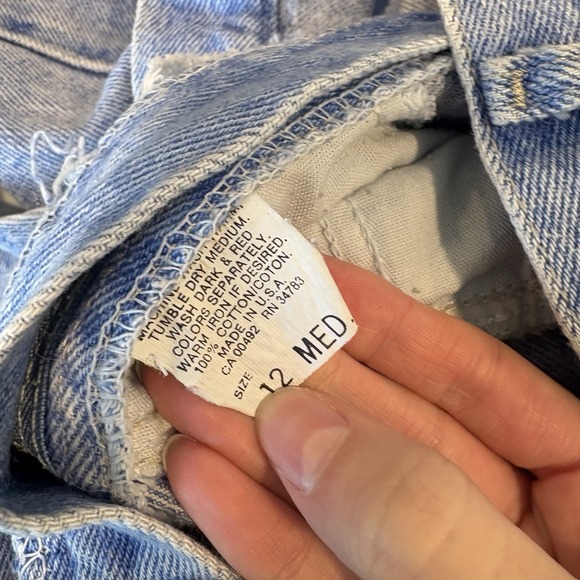 TUMBLE DRY MEDIUM.
WASH DARK & RED
COLORS SEPARATELY.
WARM IRON IF DESIRED.
100% COTTON/COTON.
MADE IN U.S.A.
CA 00492 RN 34783
SIZE
12 MED.